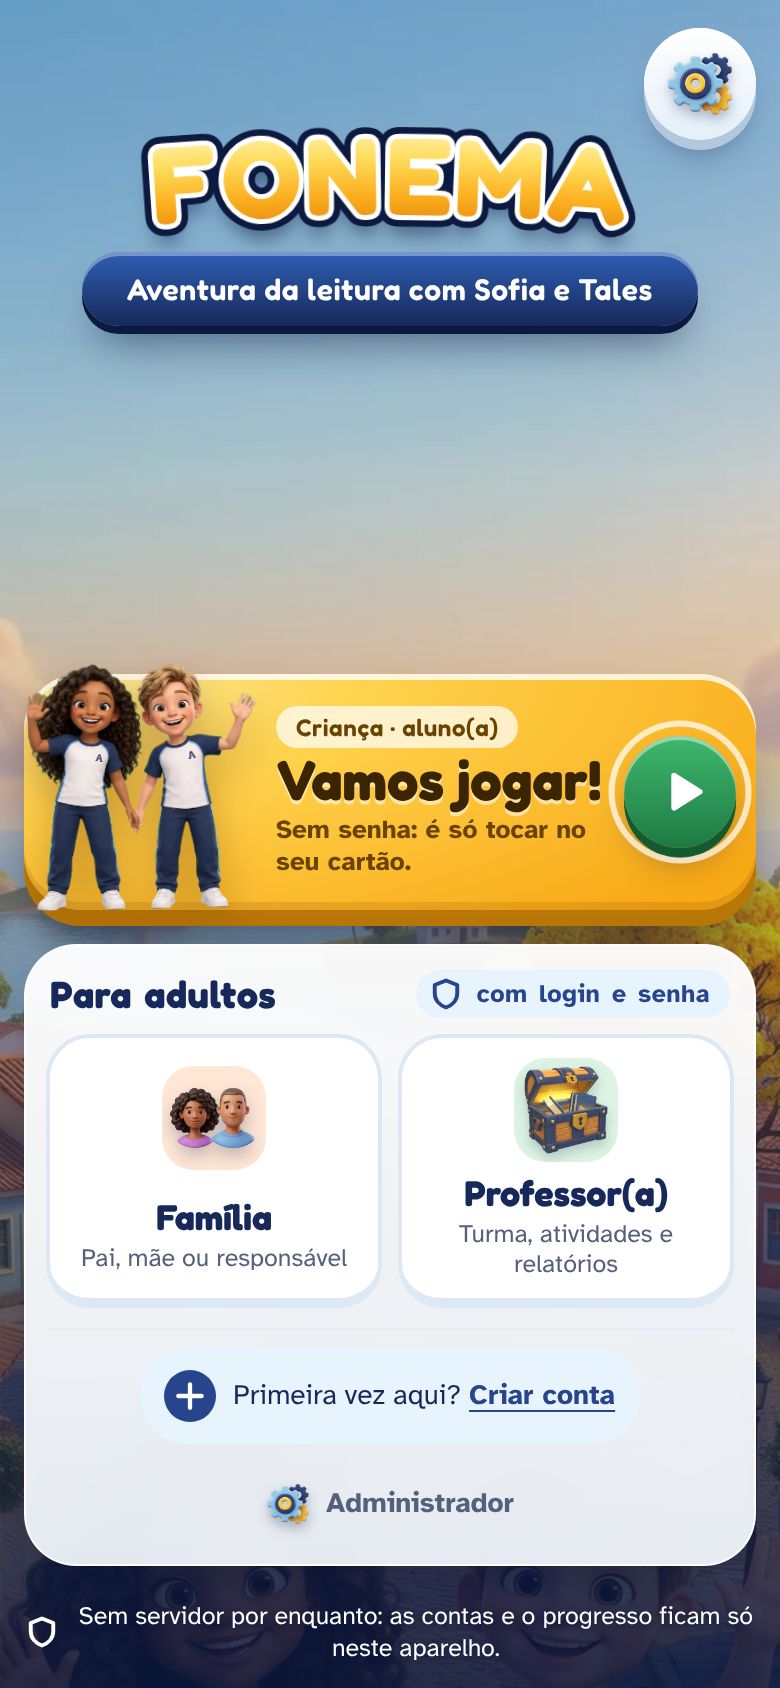 FONEMA
Aventura da leitura com Sofia e Tales
Criança · aluno(a)
Vamos jogar!
Sem senha: é só tocar no
seu cartão.
A
A
Para adultos
com login e senha
Família
Pai, mãe ou responsável
Professor(a)
Turma, atividades e
relatórios
Primeira vez aqui? Criar conta
Administrador
Sem servidor por enquanto: as contas e o progresso ficam só
neste aparelho.